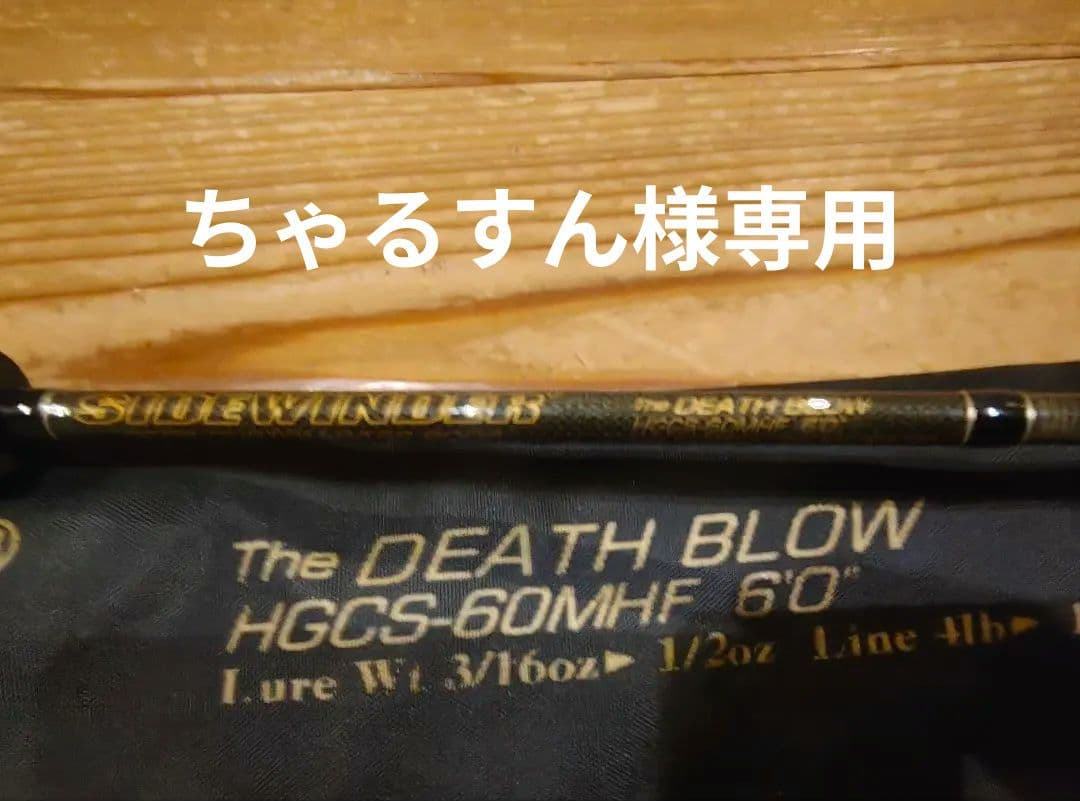 ちゃるすん様専用
SIDEWINDER
The DEATH BLOW
HGCS-60MHF 6'0"
The DEATH BLOW
HGCS-60MHF 6'0"
Lure Wt 3/16oz▶ 1/2oz Line 4lb▶